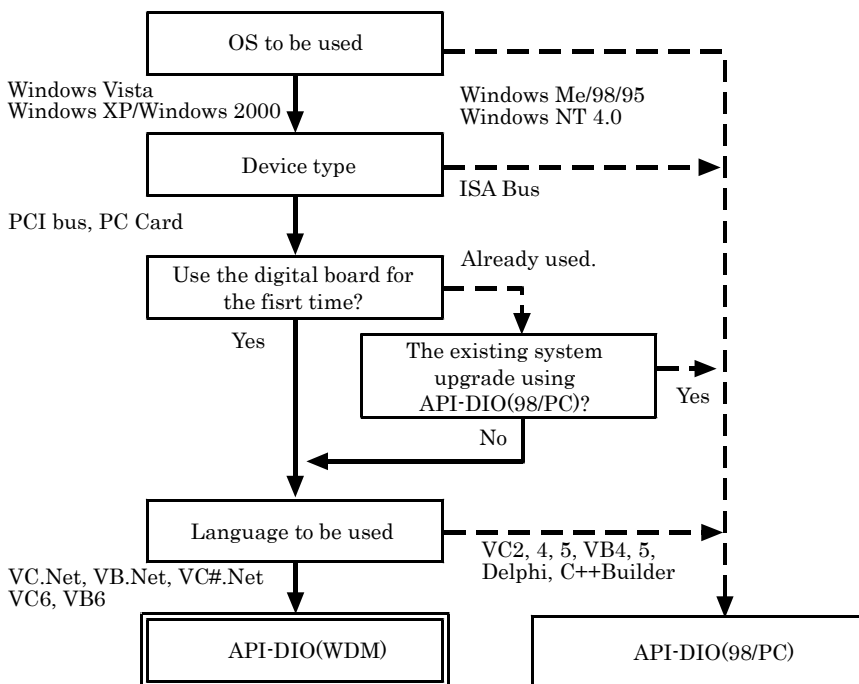 OS to be used
Windows Vista
Windows XP/Windows 2000
Windows Me/98/95
Windows NT 4.0
Device type
ISA Bus
PCI bus, PC Card
Already used.
Use the digital board for
the fisrt time?
Yes
The existing system
upgrade using
API-DIO(98/PC)?
Yes
No
Language to be used
VC2, 4, 5, VB4, 5,
Delphi, C++Builder
VC.Net, VB.Net, VC#.Net
VC6, VB6
API-DIO(WDM)
API-DIO(98/PC)